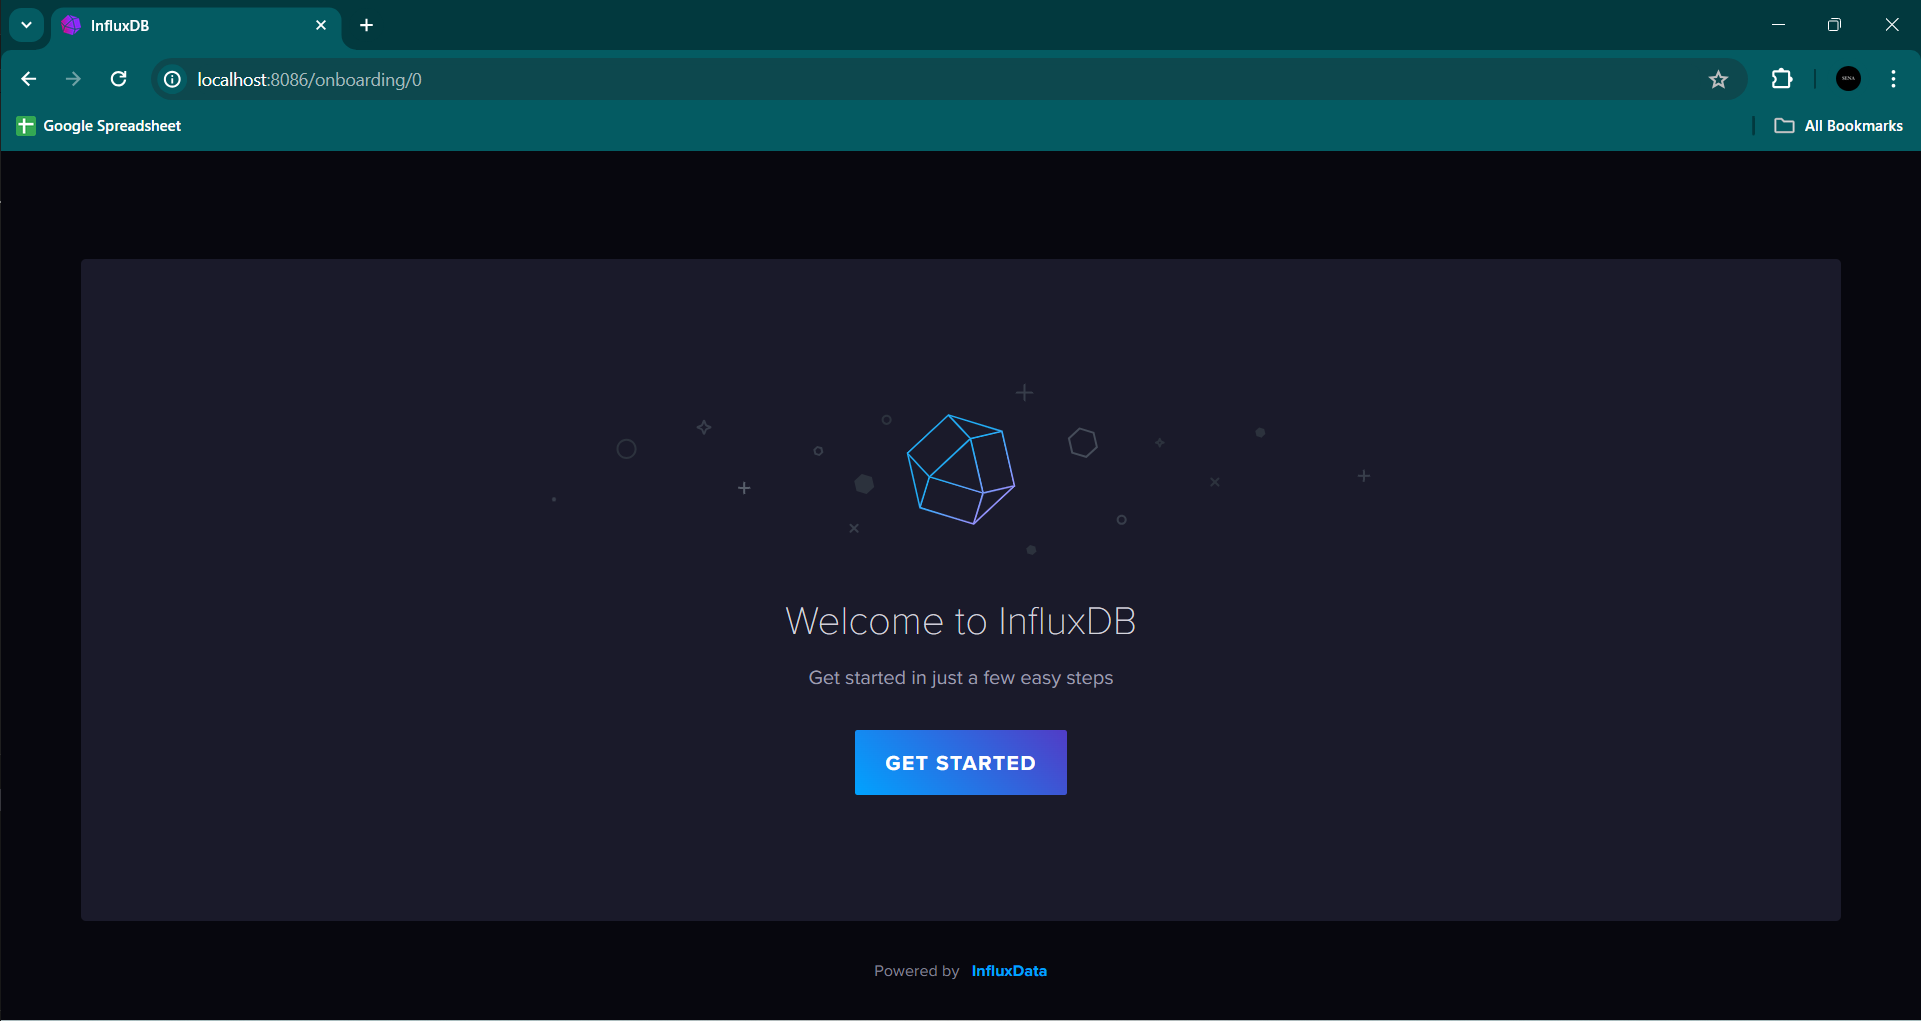 InfluxDB
localhost:8086/onboarding/0
SENA
Google Spreadsheet
All Bookmarks
Welcome to InfluxDB
Get started in just a few easy steps
GET STARTED
Powered by InfluxData